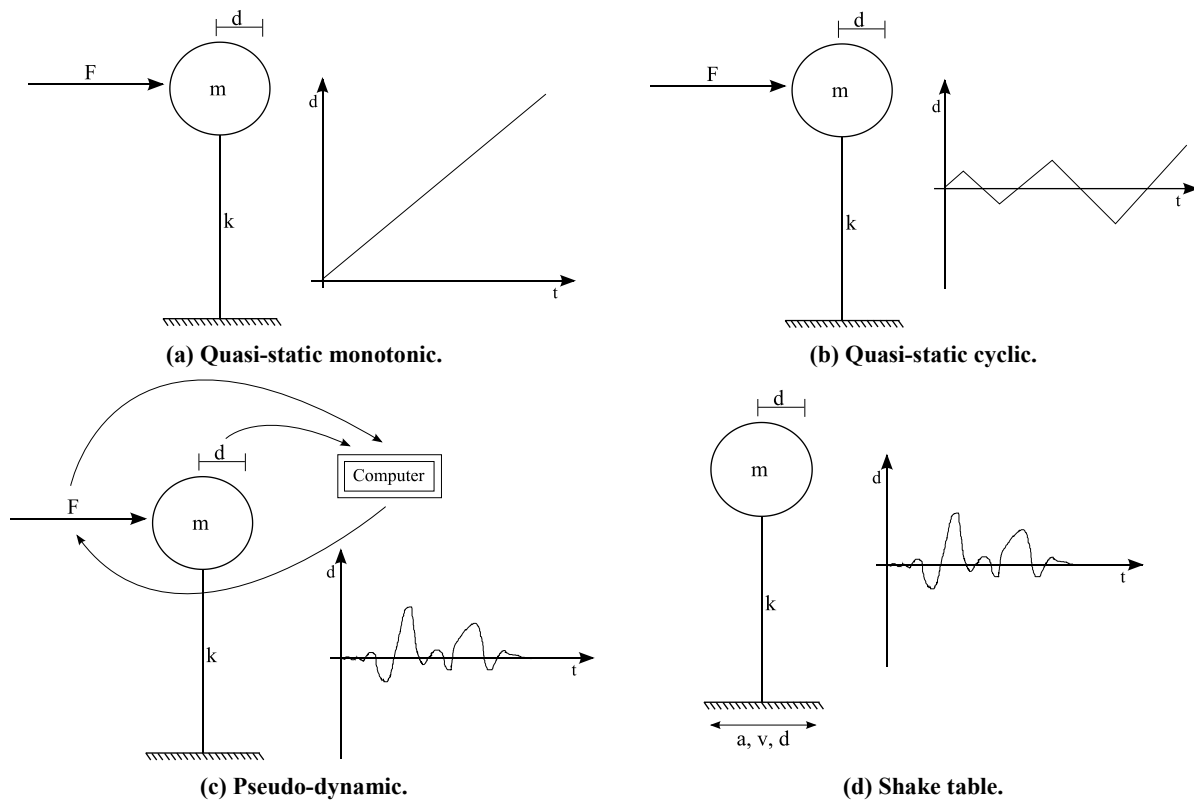 d
F
m
d
k
t
(a) Quasi-static monotonic.
d
F
m
d
k
t
(b) Quasi-static cyclic.
d
Computer
F
m
d
k
t
(c) Pseudo-dynamic.
d
m
d
k
t
a, v, d
(d) Shake table.